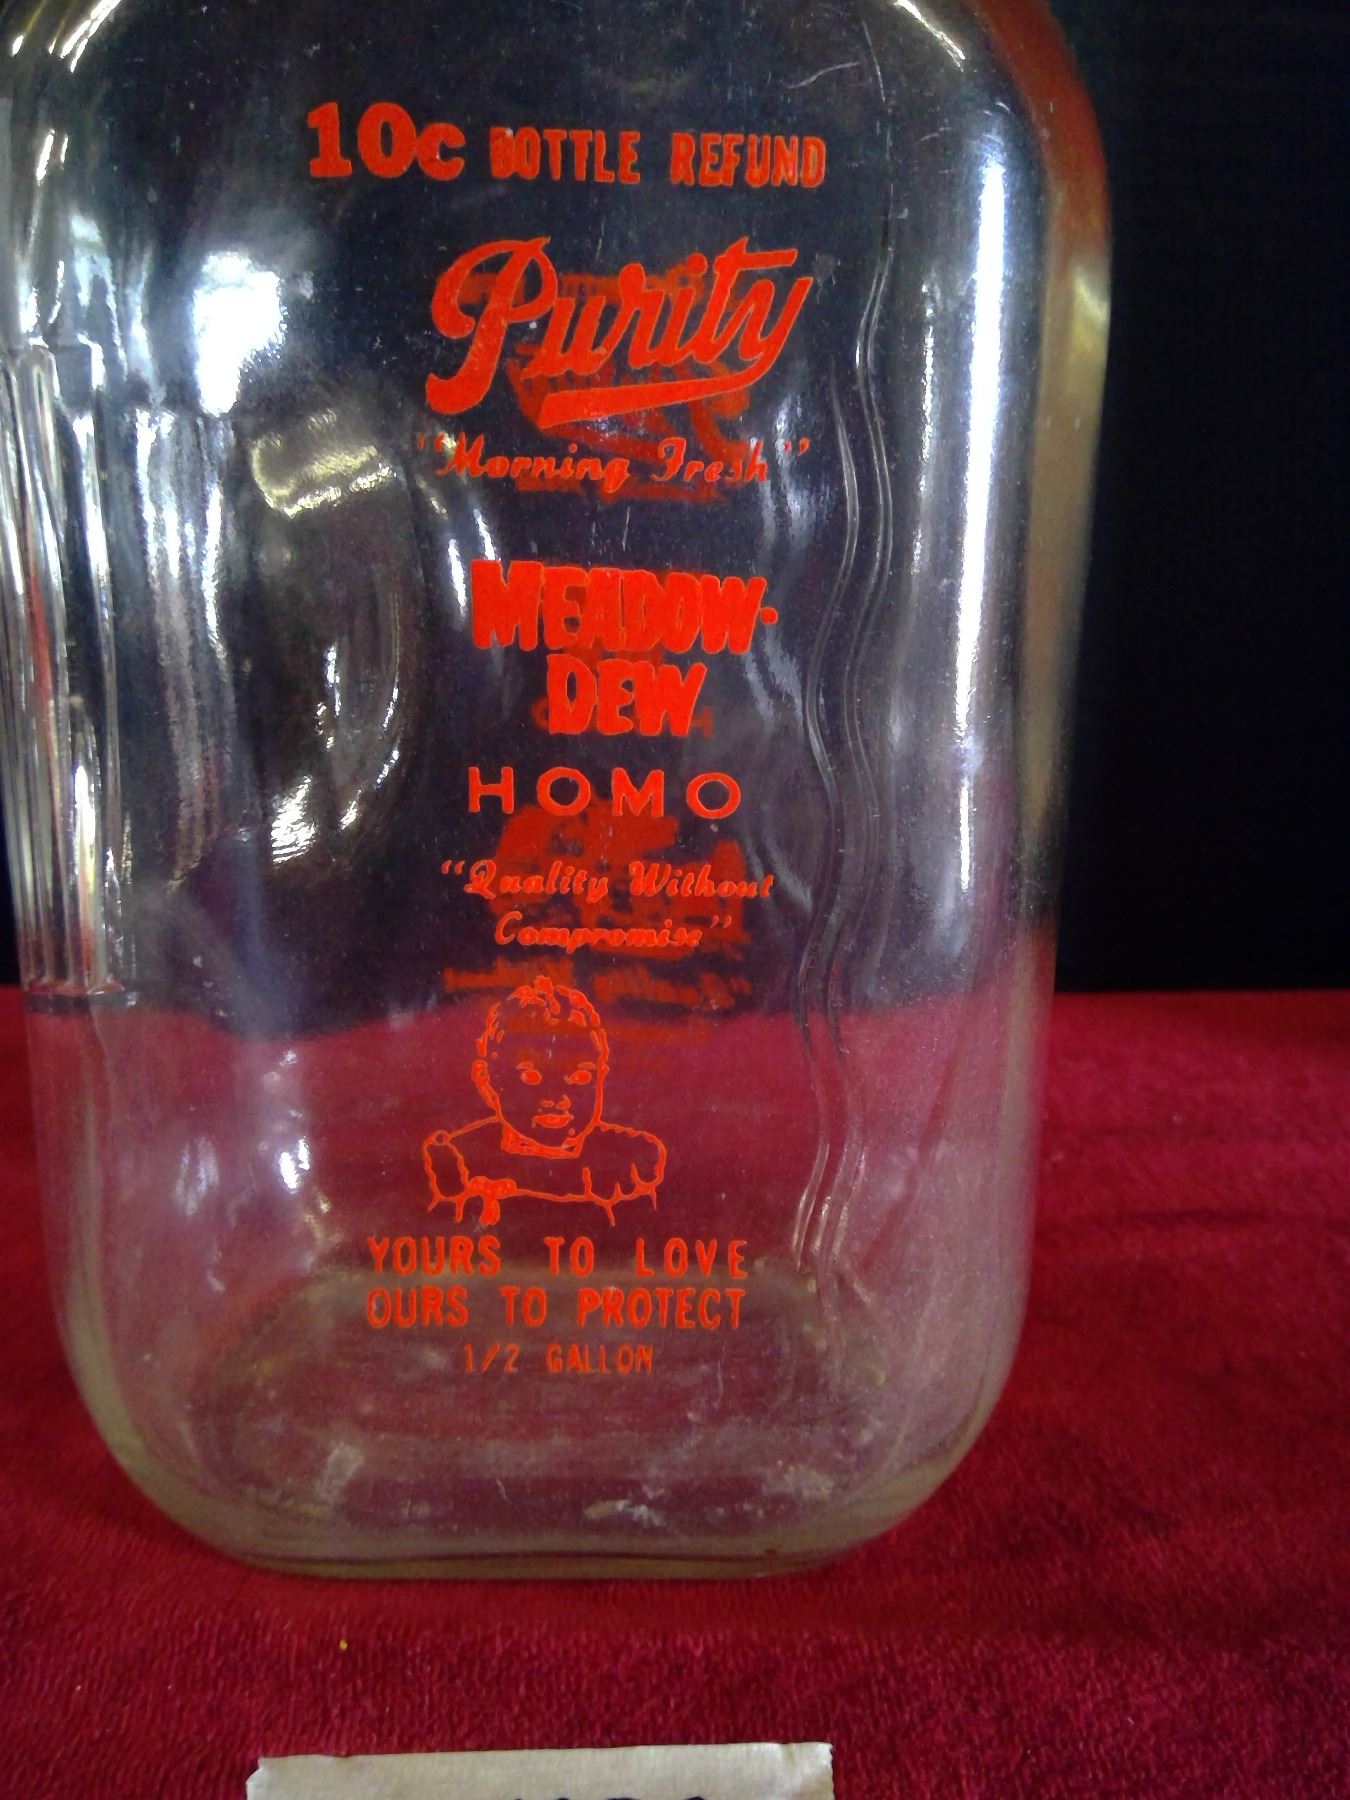 10c BOTTLE REFUND
Purity
"Morning Fresh"
MEADOW-
DEW
HOMO
"Quality Without
Compromise"
YOURS TO LOVE
OURS TO PROTECT
1/2 GALLON